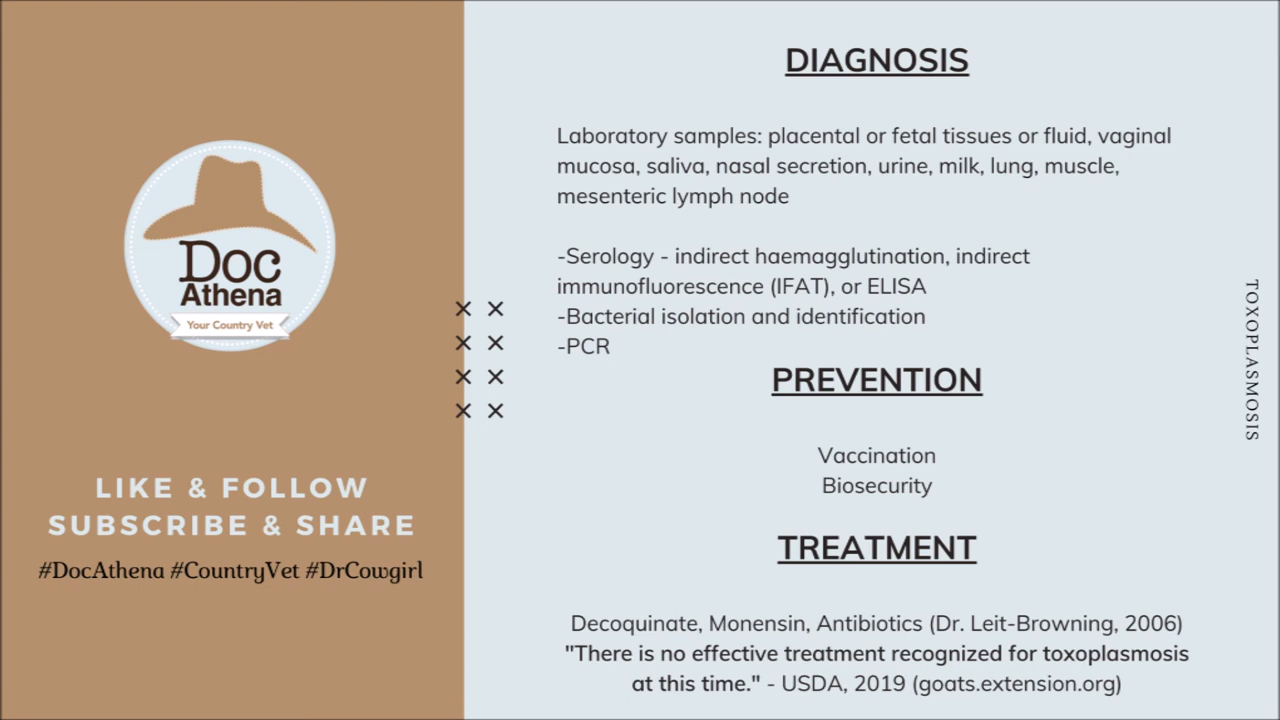 Doc
Athena
Your Country Vet
LIKE & FOLLOW
SUBSCRIBE & SHARE
#DocAthena #CountryVet #DrCowgirl
DIAGNOSIS
Laboratory samples: placental or fetal tissues or fluid, vaginal
mucosa, saliva, nasal secretion, urine, milk, lung, muscle,
mesenteric lymph node
-Serology - indirect haemagglutination, indirect
immunofluorescence (IFAT), or ELISA
-Bacterial isolation and identification
-PCR
PREVENTION
Vaccination
Biosecurity
TREATMENT
Decoquinate, Monensin, Antibiotics (Dr. Leit-Browning, 2006)
"There is no effective treatment recognized for toxoplasmosis
at this time." - USDA, 2019 (goats.extension.org)
TOXOPLASMOSIS